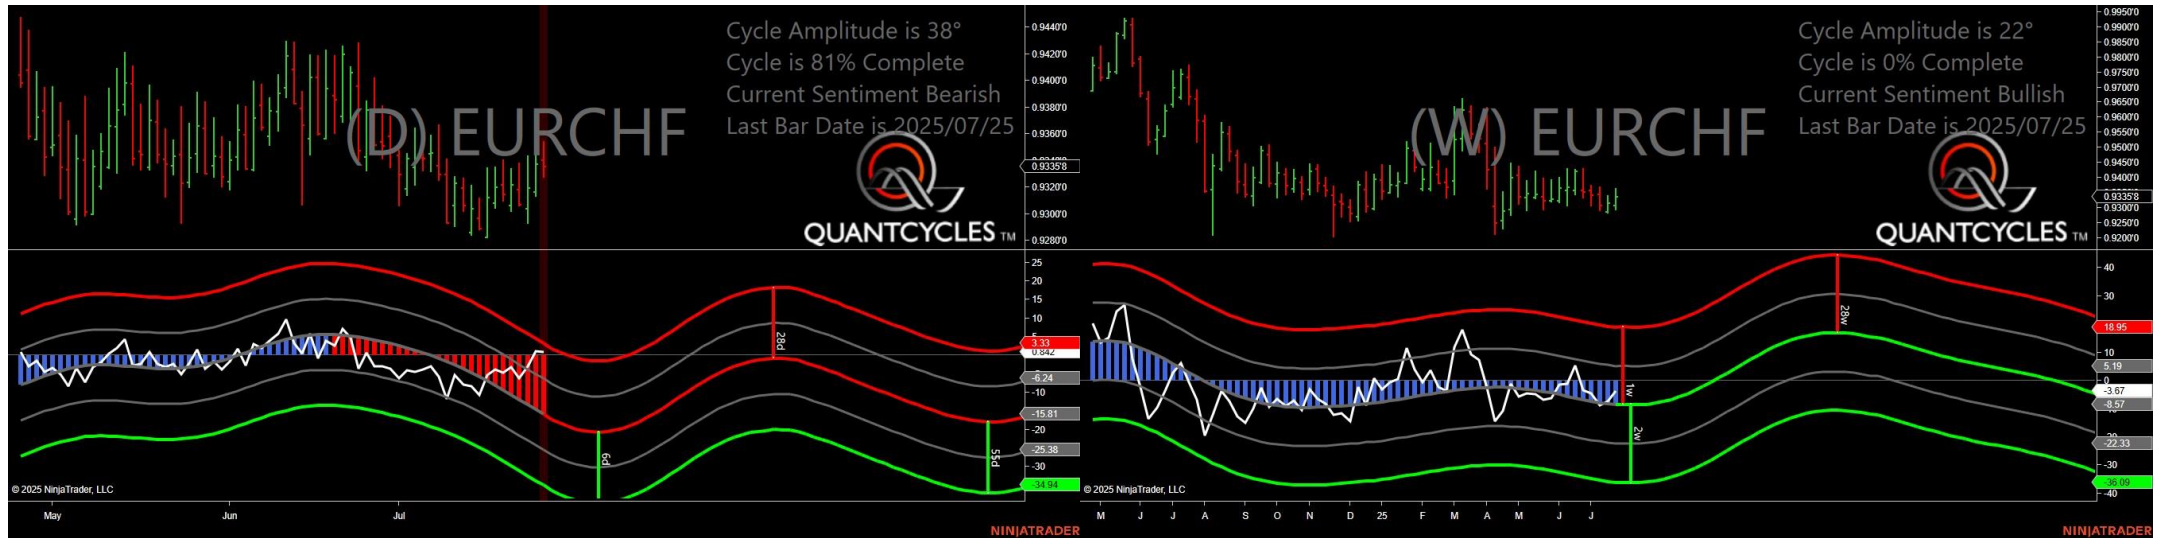 Cycle Amplitude is 38°
Cycle is 81% Complete
Current Sentiment Bearish
Last Bar Date is 2025/07/25
(D) EURCHF
QUANTCYCLES TM
0.9440'0
0.9420'0
0.9400'0
0.9380'0
0.9360'0
0.9335'8
0.9320'0
0.9300'0
0.9280'0
25
20
15
10
3.33
0.842
-6.24
-10
-15.81
-20
-25.38
-30
-34.94
28d
6d
55d
© 2025 NinjaTrader, LLC
May
Jun
Jul
NINJATRADER
Cycle Amplitude is 22°
Cycle is 0% Complete
Current Sentiment Bullish
Last Bar Date is 2025/07/25
(W) EURCHF
QUANTCYCLES TM
0.9950'0
0.9900'0
0.9850'0
0.9800'0
0.9750'0
0.9700'0
0.9650'0
0.9600'0
0.9550'0
0.9500'0
0.9450'0
0.9400'0
0.9335'8
0.9300'0
0.9250'0
0.9200'0
40
30
18.95
10
5.19
0
-3.67
-8.57
-22.33
-30
-36.09
-40
28w
1w
2w
© 2025 NinjaTrader, LLC
M
J
J
A
S
O
N
D
25
F
M
A
M
J
J
NINJATRADER